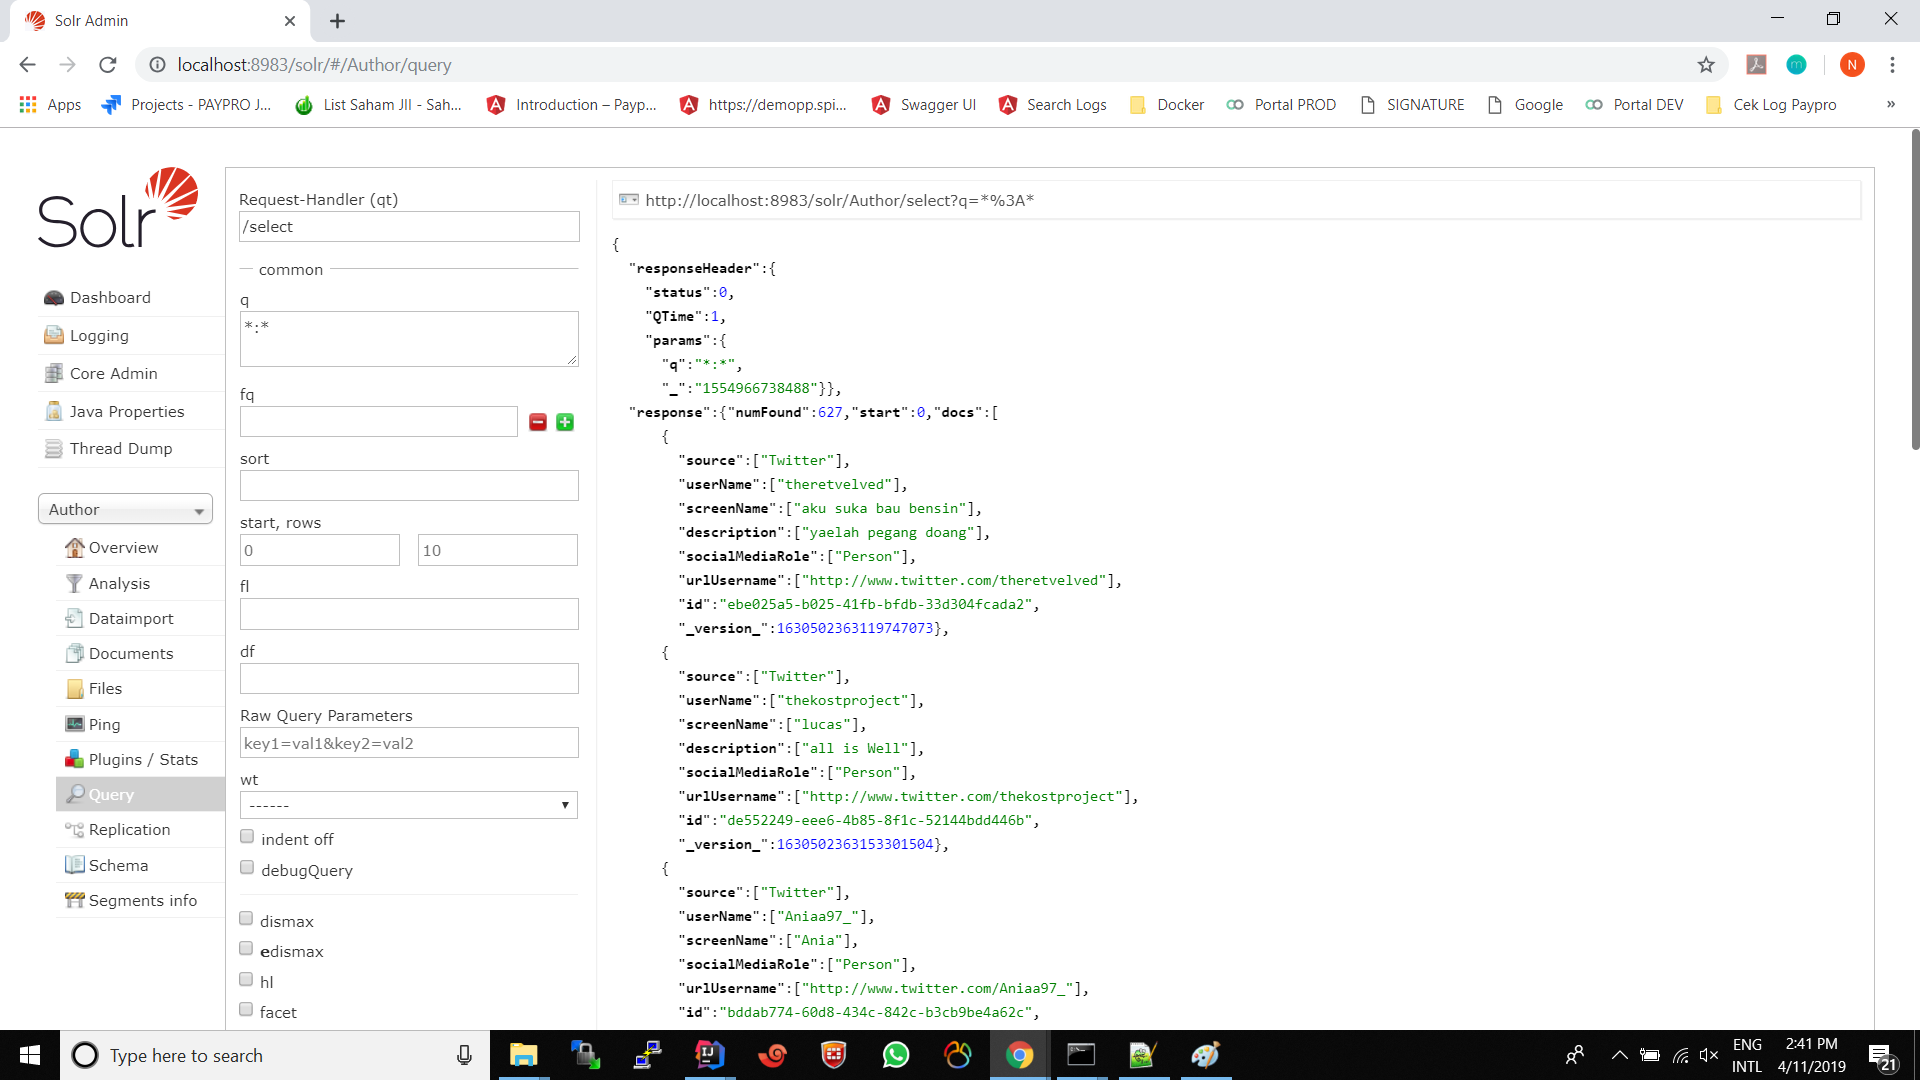 Solr Admin
localhost:8983/solr/#/Author/query
Apps
Projects - PAYPRO J...
List Saham JII - Sah...
Introduction – Payp...
https://demopp.spi...
Swagger UI
Search Logs
Docker
Portal PROD
SIGNATURE
Google
Portal DEV
Cek Log Paypro
»
N
Solr
Dashboard
Logging
Core Admin
Java Properties
Thread Dump
Author
Overview
Analysis
Dataimport
Documents
Files
Ping
Plugins / Stats
Query
Replication
Schema
Segments info
Request-Handler (qt)
/select
common
q
*:*
fq
sort
start, rows
0 10
fl
df
Raw Query Parameters
key1=val1&key2=val2
wt
------
indent off
debugQuery
dismax
edismax
hl
facet
http://localhost:8983/solr/Author/select?q=*%3A*
{
"responseHeader":{
"status":0,
"QTime":1,
"params":{
"q":"*:*",
"_":"1554966738488"}},
"response":{"numFound":627,"start":0,"docs":[
{
"source":["Twitter"],
"userName":["theretvelved"],
"screenName":["aku suka bau bensin"],
"description":["yaelah pegang doang"],
"socialMediaRole":["Person"],
"urlUsername":["http://www.twitter.com/theretvelved"],
"id":"ebe025a5-b025-41fb-bfdb-33d304fcada2",
"_version_":1630502363119747073},
{
"source":["Twitter"],
"userName":["thekostproject"],
"screenName":["lucas"],
"description":["all is Well"],
"socialMediaRole":["Person"],
"urlUsername":["http://www.twitter.com/thekostproject"],
"id":"de552249-eee6-4b85-8f1c-52144bdd446b",
"_version_":1630502363153301504},
{
"source":["Twitter"],
"userName":["Aniaa97_"],
"screenName":["Ania"],
"socialMediaRole":["Person"],
"urlUsername":["http://www.twitter.com/Aniaa97_"],
"id":"bddab774-60d8-434c-842c-b3cb9be4a62c",
Type here to search
ENG
INTL
2:41 PM
4/11/2019
21